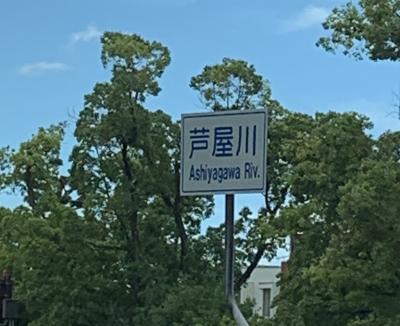 芦屋川
Ashiyagawa Riv.